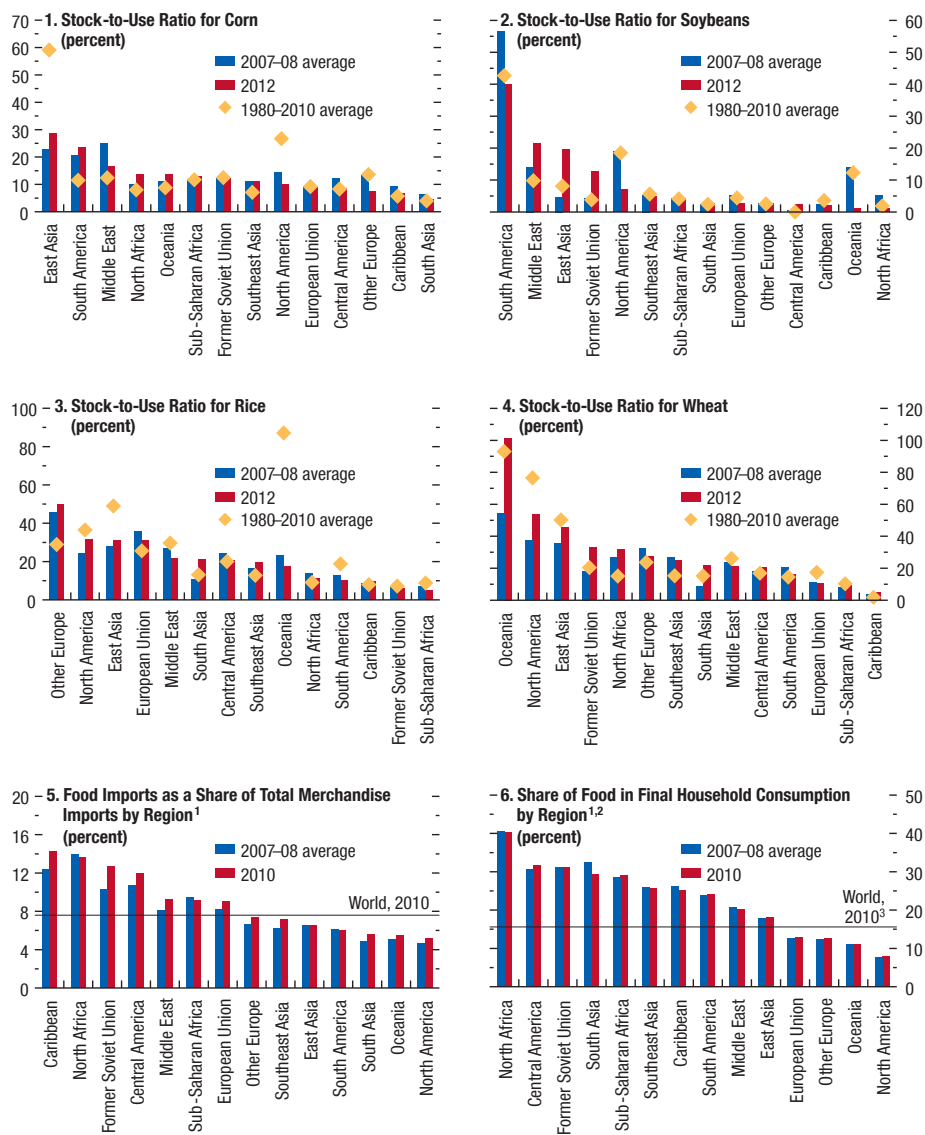 1. Stock-to-Use Ratio for Corn
(percent)
70
60
50
40
30
20
10
0
2007–08 average
2012
1980–2010 average
East Asia
South America
Middle East
North Africa
Oceania
Sub-Saharan Africa
Former Soviet Union
Southeast Asia
North America
European Union
Central America
Other Europe
Caribbean
South Asia
2. Stock-to-Use Ratio for Soybeans
(percent)
60
50
40
30
20
10
0
2007–08 average
2012
1980–2010 average
South America
Middle East
East Asia
Former Soviet Union
North America
Southeast Asia
Sub-Saharan Africa
South Asia
European Union
Other Europe
Central America
Caribbean
Oceania
North Africa
3. Stock-to-Use Ratio for Rice
(percent)
100
80
60
40
20
0
2007–08 average
2012
1980–2010 average
Other Europe
North America
East Asia
European Union
Middle East
South Asia
Central America
Southeast Asia
Oceania
North Africa
South America
Caribbean
Former Soviet Union
Sub-Saharan Africa
4. Stock-to-Use Ratio for Wheat
(percent)
120
100
80
60
40
20
0
2007–08 average
2012
1980–2010 average
Oceania
North America
East Asia
Former Soviet Union
North Africa
Other Europe
Southeast Asia
South Asia
Middle East
Central America
South America
European Union
Sub-Saharan Africa
Caribbean
5. Food Imports as a Share of Total Merchandise
Imports by Region¹
(percent)
20
16
12
8
4
0
2007–08 average
2010
World, 2010
Caribbean
North Africa
Former Soviet Union
Central America
Middle East
Sub-Saharan Africa
European Union
Other Europe
Southeast Asia
East Asia
South America
South Asia
Oceania
North America
6. Share of Food in Final Household Consumption
by Region¹,²
(percent)
50
40
30
20
10
0
2007–08 average
2010
World,
2010³
North Africa
Central America
Former Soviet Union
South Asia
Sub-Saharan Africa
Southeast Asia
Caribbean
South America
Middle East
East Asia
European Union
Other Europe
Oceania
North America